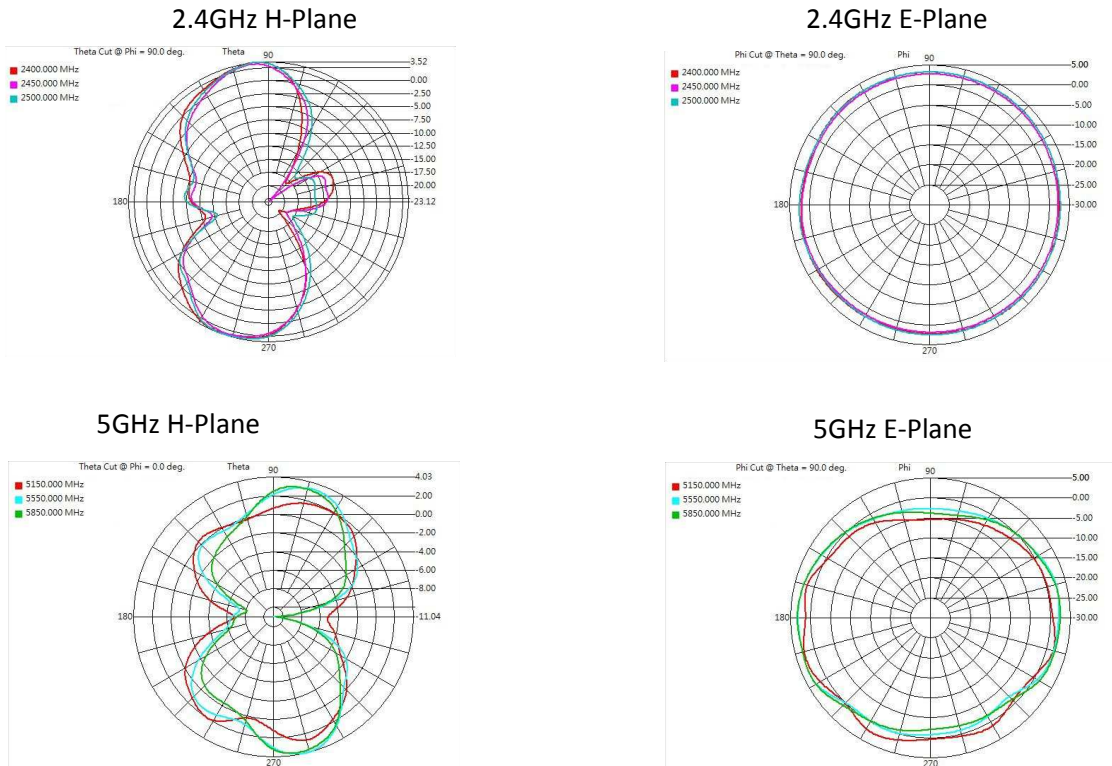 2.4GHz H-Plane
Theta Cut @ Phi = 90.0 deg.
Theta
2400.000 MHz
2450.000 MHz
2500.000 MHz
90
180
270
3.52
0.00
-2.50
-5.00
-10.00
12.50
15.00
17.50
20.00
-23.12
2.4GHz E-Plane
Phi Cut @ Theta = 90.0 deg.
Phi
2400.000 MHz
2450.000 MHz
2500.000 MHz
90
180
270
5.00
0.00
-5.00
-10.00
-15.00
-20.00
-25.00
-30.00
5GHz H-Plane
Theta Cut @ Phi = 0.0 deg.
Theta
5150.000 MHz
5550.000 MHz
5850.000 MHz
90
180
270
4.03
2.00
0.00
-2.00
-4.00
-6.00
-8.00
-11.04
5GHz E-Plane
Phi Cut @ Theta = 90.0 deg.
Phi
5150.000 MHz
5550.000 MHz
5850.000 MHz
90
180
270
5.00
0.00
-5.00
-10.00
-15.00
-20.00
-25.00
-30.00